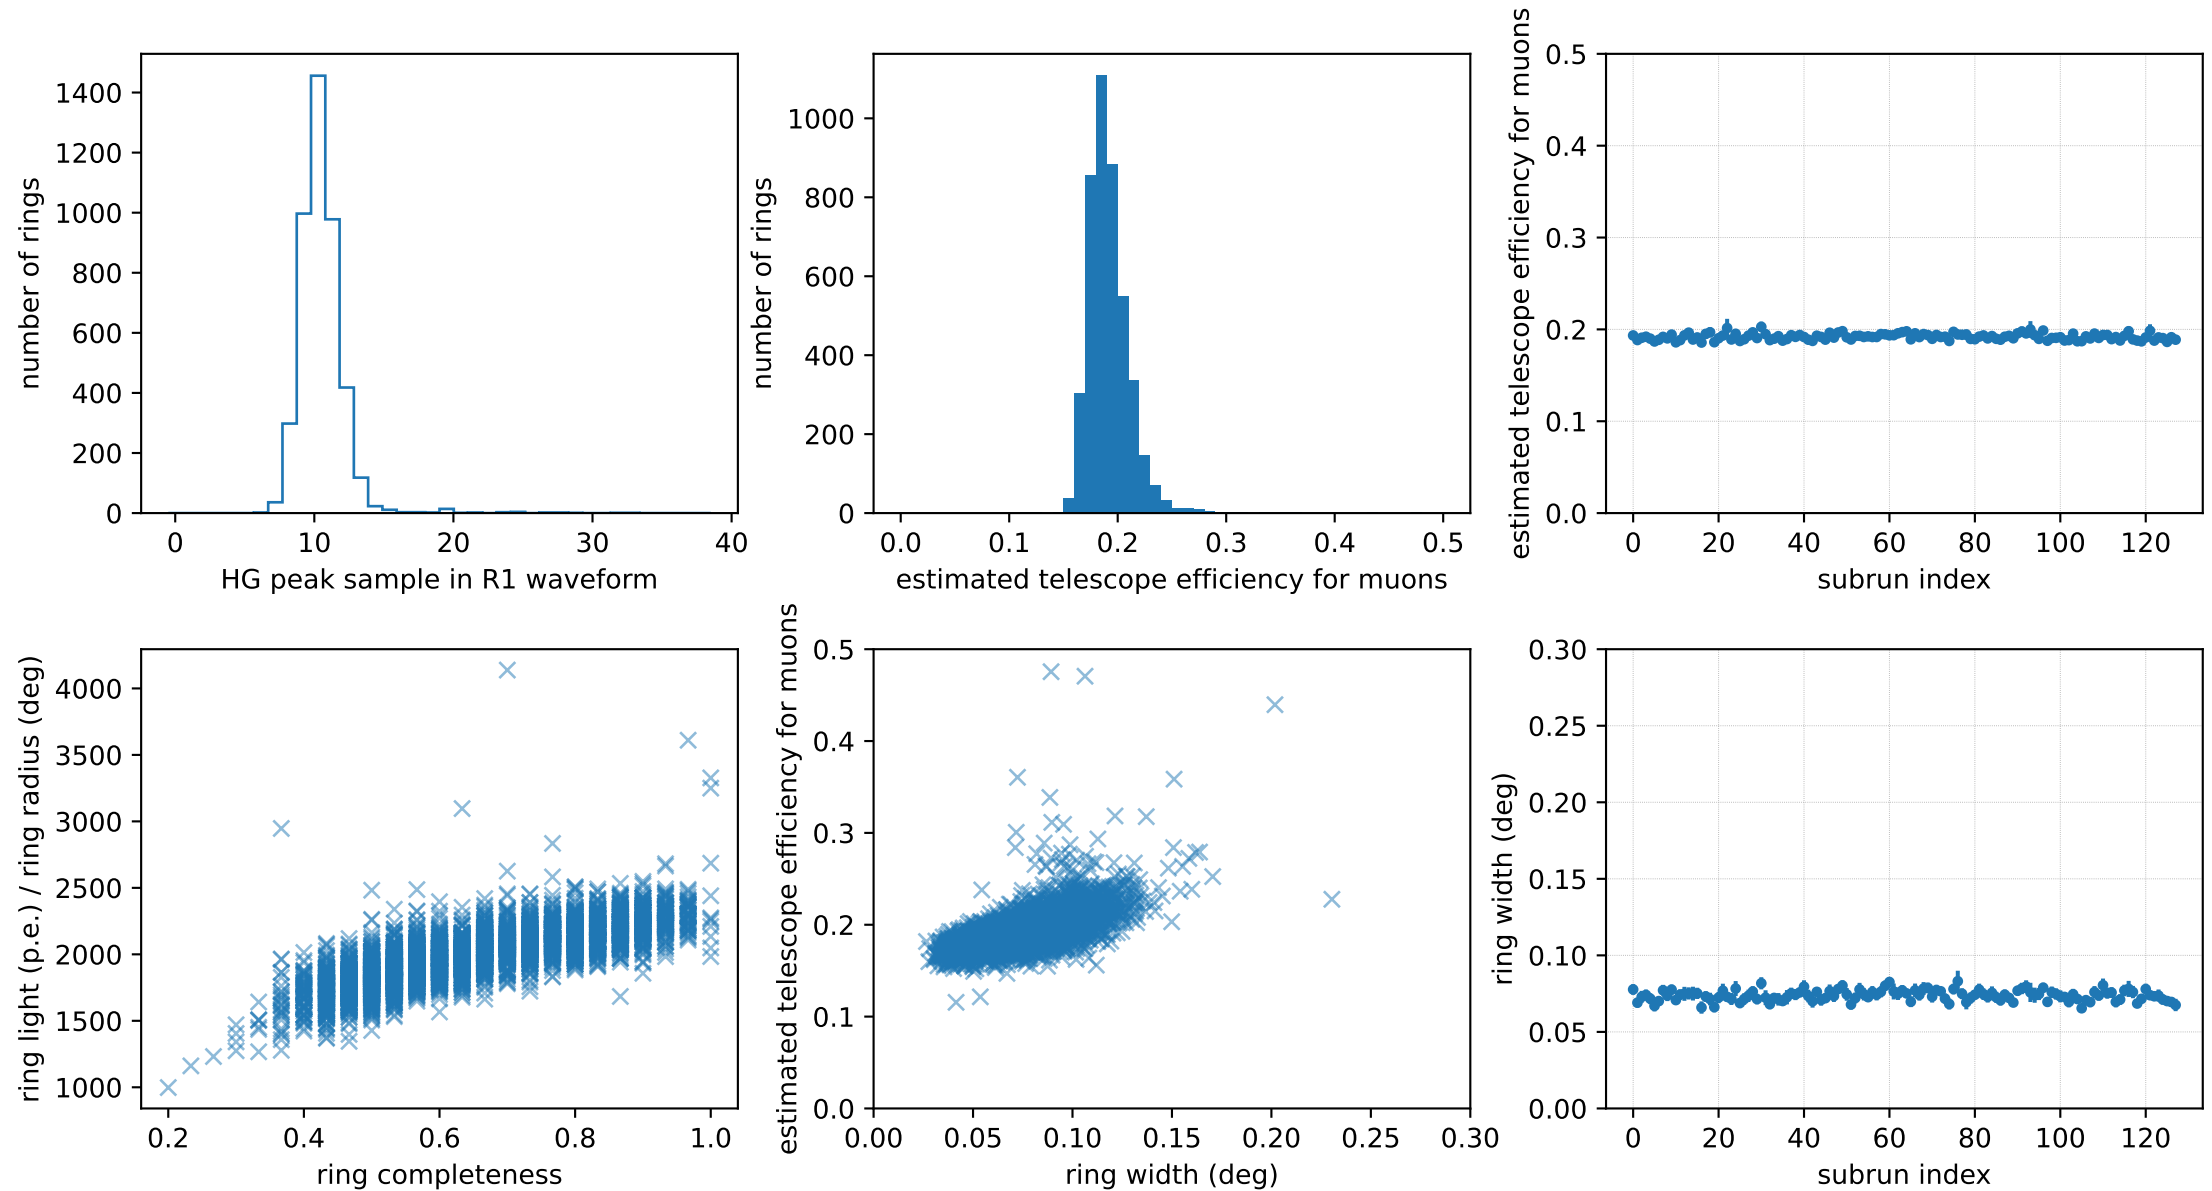 number of rings
1400
1200
1000
800
600
400
200
0
0 10 20 30 40
HG peak sample in R1 waveform
number of rings
1000
800
600
400
200
0
0.0 0.1 0.2 0.3 0.4 0.5
estimated telescope efficiency for muons
estimated telescope efficiency for muons
0.5
0.4
0.3
0.2
0.1
0.0
0 20 40 60 80 100 120
subrun index
ring light (p.e.) / ring radius (deg)
4000
3500
3000
2500
2000
1500
1000
0.2 0.4 0.6 0.8 1.0
ring completeness
estimated telescope efficiency for muons
0.5
0.4
0.3
0.2
0.1
0.0
0.00 0.05 0.10 0.15 0.20 0.25 0.30
ring width (deg)
ring width (deg)
0.30
0.25
0.20
0.15
0.10
0.05
0.00
0 20 40 60 80 100 120
subrun index